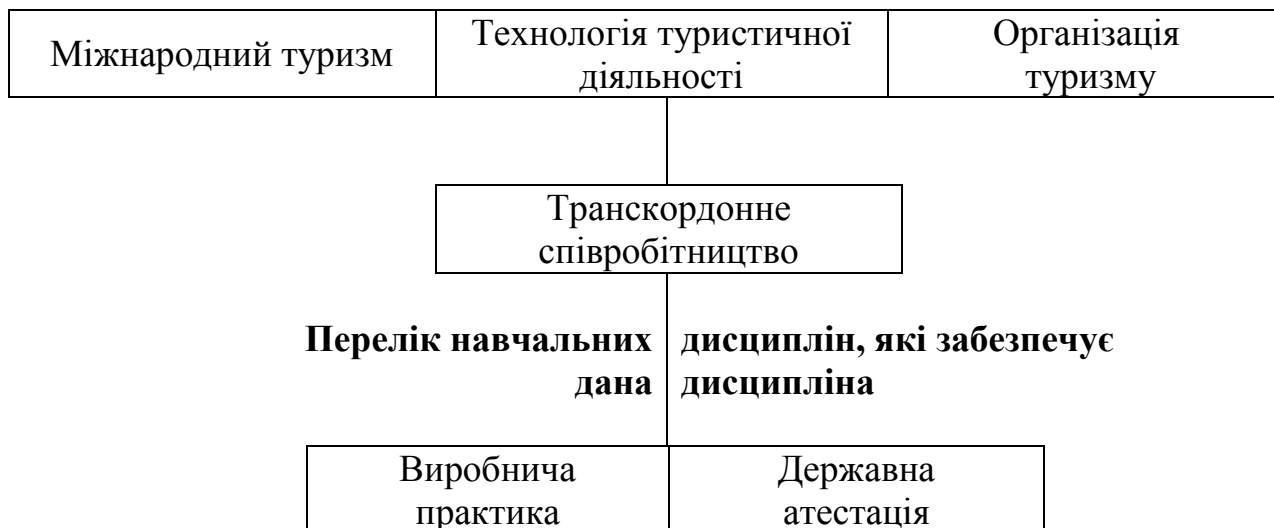 Міжнародний туризм
Технологія туристичної
діяльності
Організація
туризму
Транскордонне
співробітництво
Перелік навчальних дисциплін, які забезпечує
дана дисципліна
Виробнича
практика
Державна
атестація